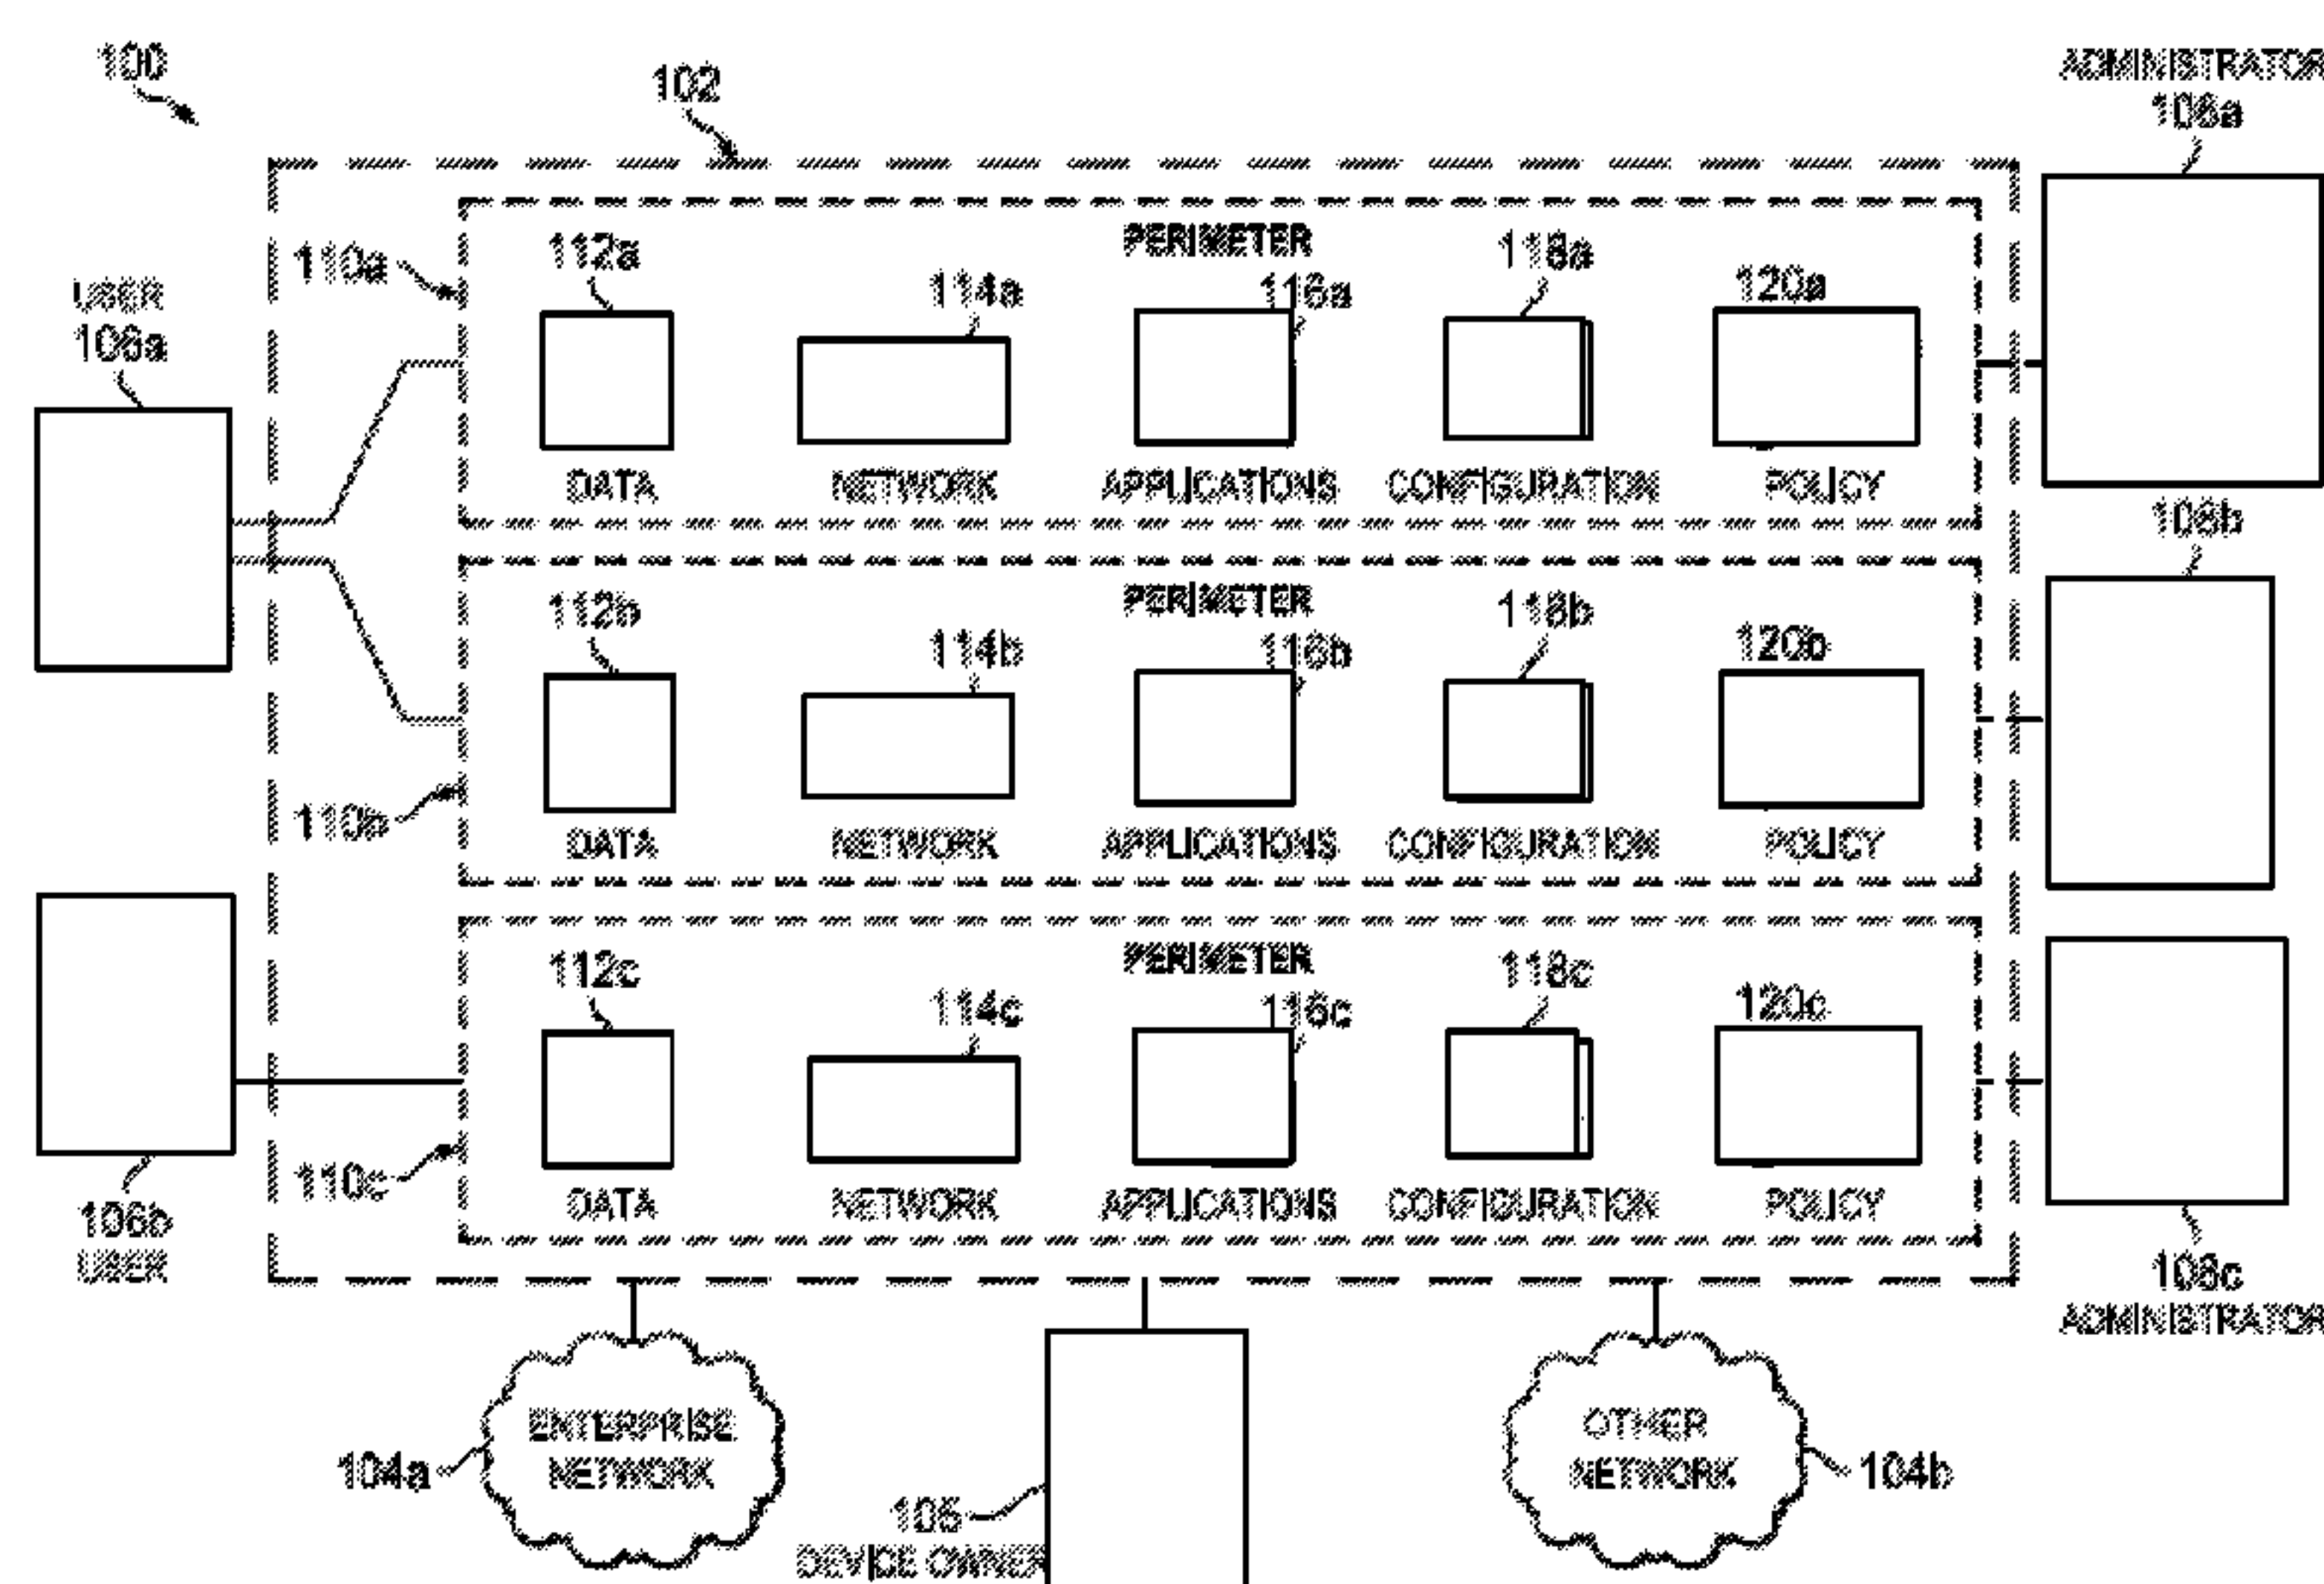 100
102
ADMINISTRATOR
108a
110a
112a
PERIMETER
114a
116a
118a
120a
USER
106a
DATA
NETWORK
APPLICATIONS
CONFIGURATION
POLICY
108b
PERIMETER
112b
114b
116b
118b
120b
110b
DATA
NETWORK
APPLICATIONS
CONFIGURATION
POLICY
PERIMETER
112c
114c
116c
118c
120c
110c
DATA
NETWORK
APPLICATIONS
CONFIGURATION
POLICY
106b
USER
108c
ADMINISTRATOR
ENTERPRISE
NETWORK
104a
OTHER
NETWORK
104b
105
DEVICE OWNER